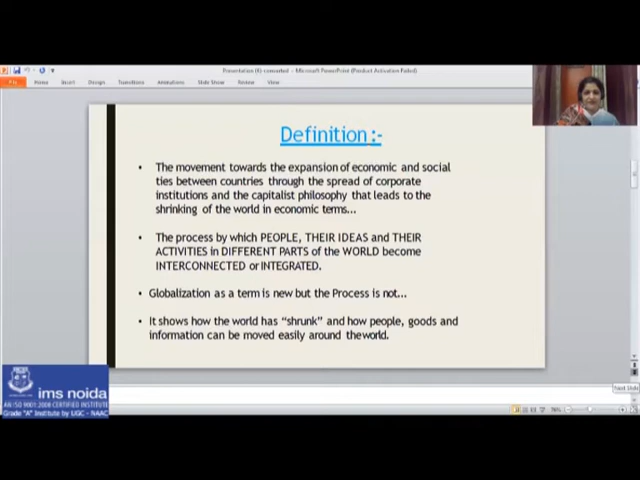 Presentation (4)-converted - Microsoft PowerPoint (Product Activation Failed)
File Home Insert Design Transitions Animations Slide Show Review View
Definition :-
• The movement towards the expansion of economic and social
ties between countries through the spread of corporate
institutions and the capitalist philosophy that leads to the
shrinking of the world in economic terms...
• The process by which PEOPLE, THEIR IDEAS and THEIR
ACTIVITIES in DIFFERENT PARTS of the WORLD become
INTERCONNECTED or INTEGRATED.
• Globalization as a term is new but the Process is not...
• It shows how the world has “shrunk” and how people, goods and
information can be moved easily around the world.
ims noida
AN ISO 9001:2008 CERTIFIED INSTITUTE
Grade "A" Institute by UGC - NAAC
Next Slide
76%